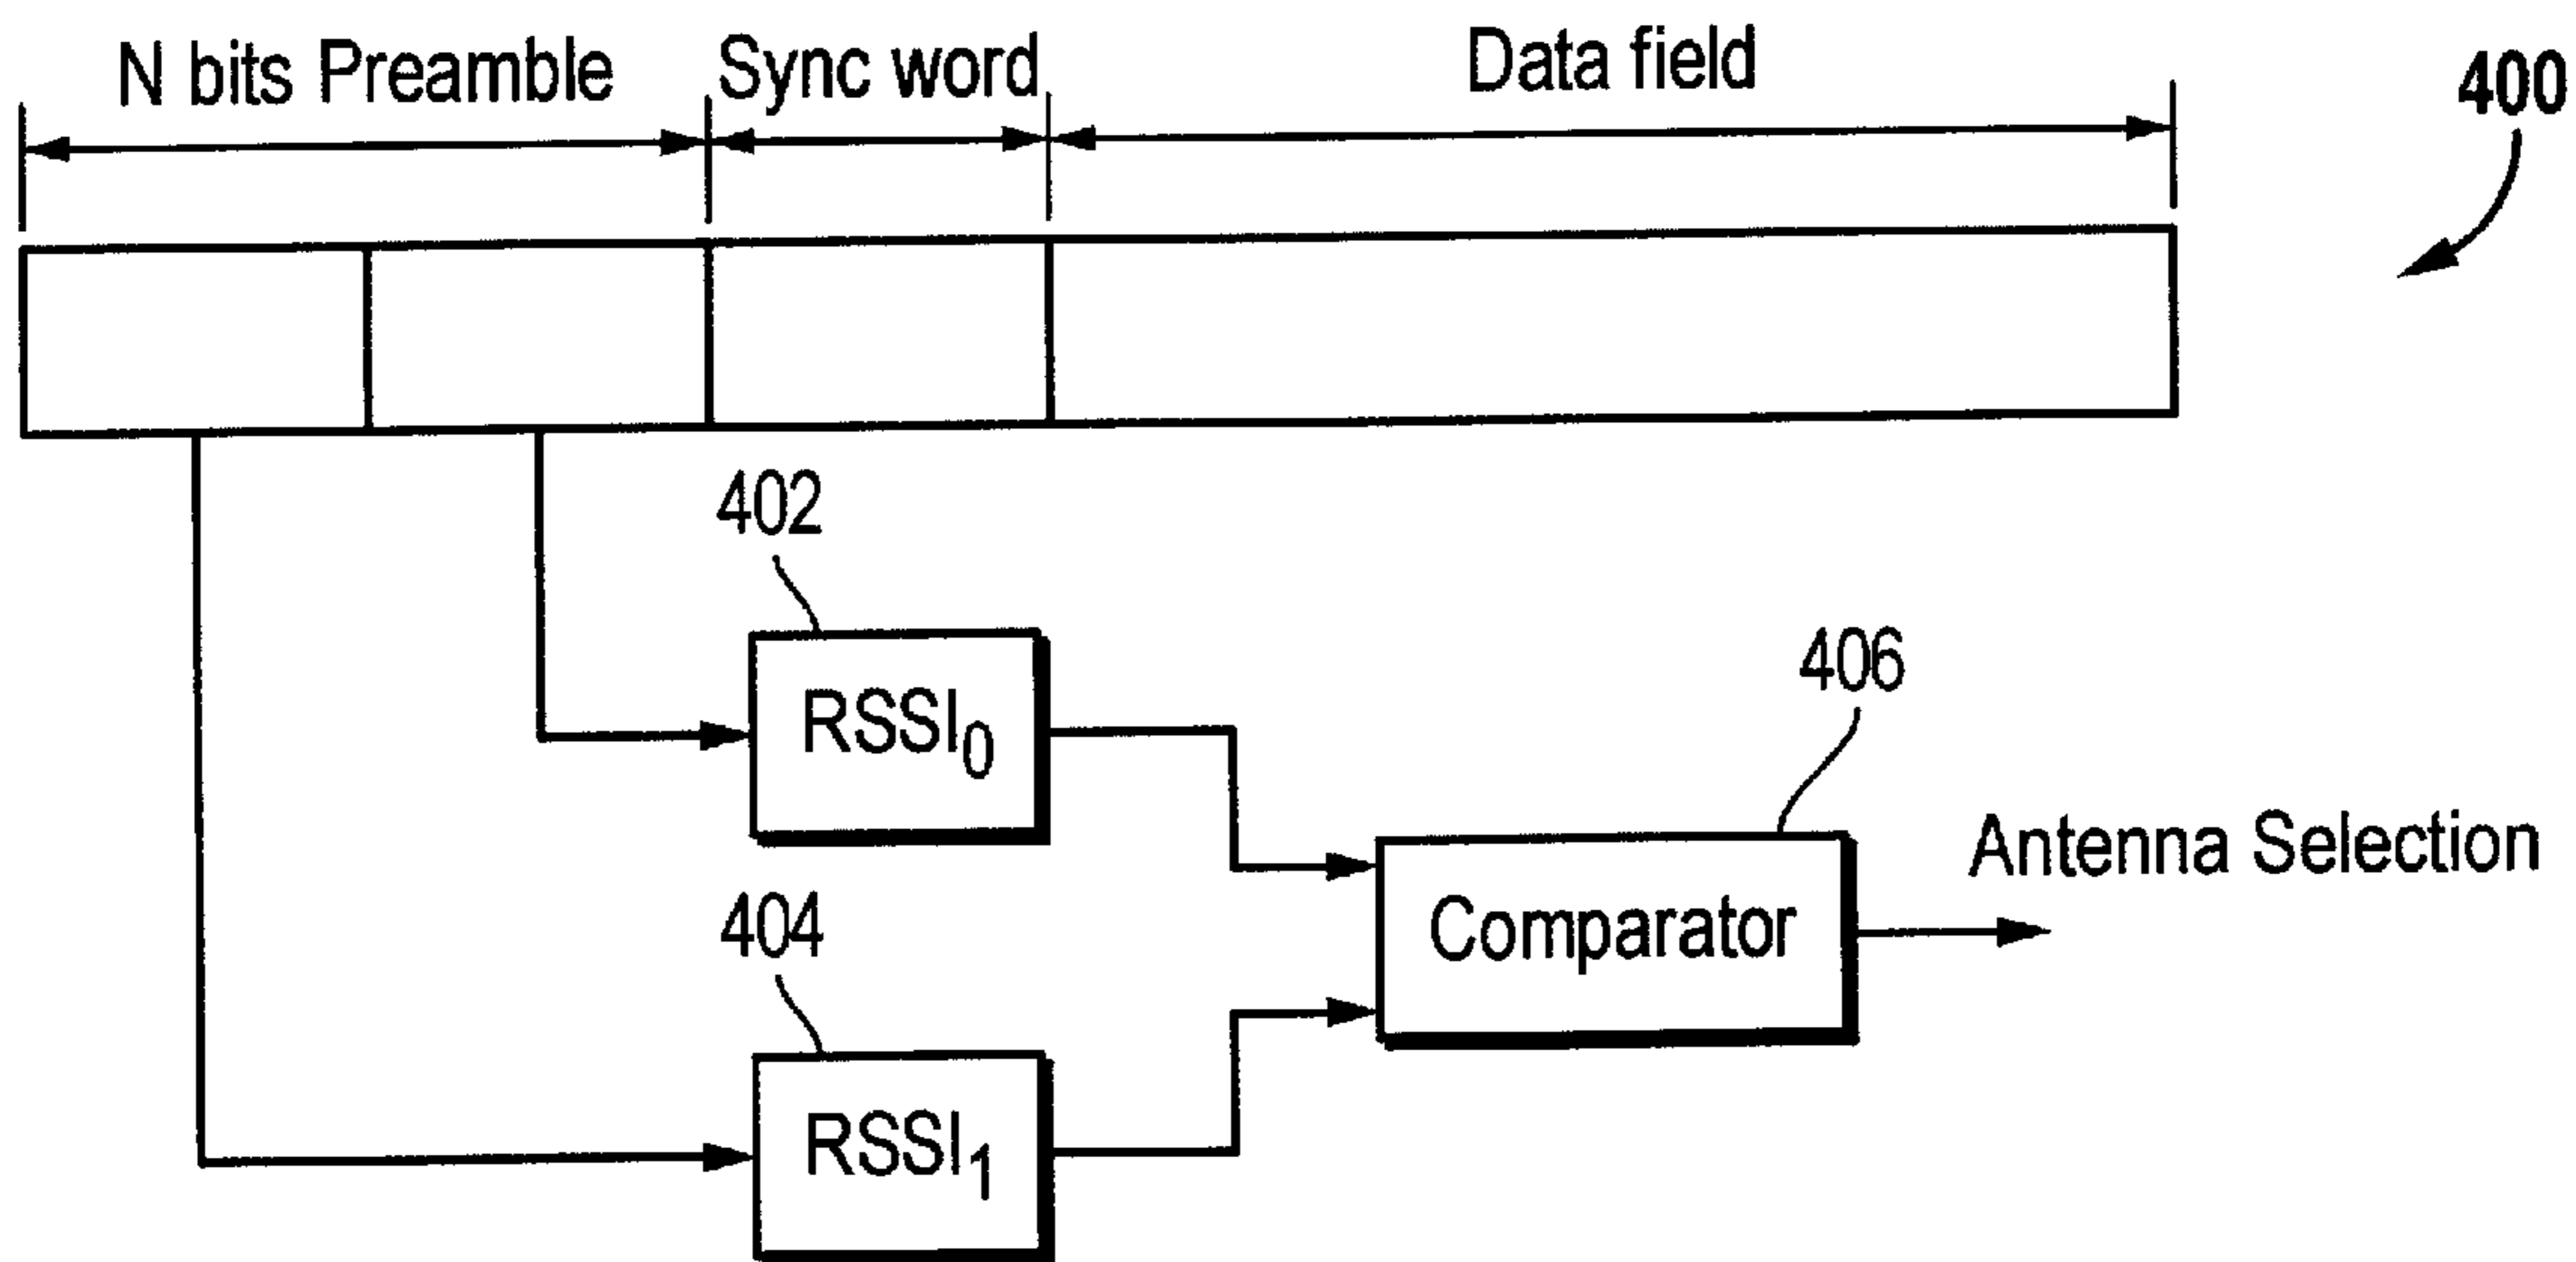 N bits Preamble
Sync word
Data field
400
402
RSSI0
406
404
Comparator
Antenna Selection
RSSI1